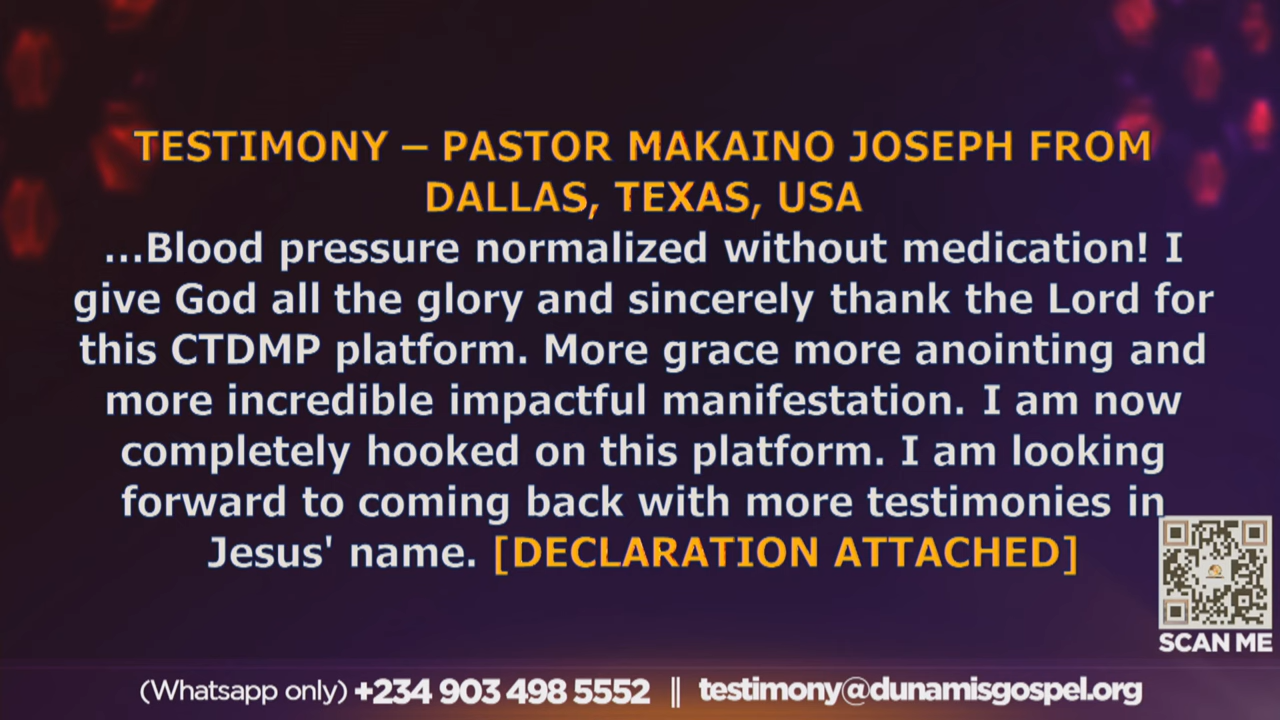 TESTIMONY – PASTOR MAKAINO JOSEPH FROM
DALLAS, TEXAS, USA
...Blood pressure normalized without medication! I
give God all the glory and sincerely thank the Lord for
this CTDMP platform. More grace more anointing and
more incredible impactful manifestation. I am now
completely hooked on this platform. I am looking
forward to coming back with more testimonies in
Jesus' name. [DECLARATION ATTACHED]
SCAN ME
(Whatsapp only) +234 903 498 5552 || testimony@dunamisgospel.org